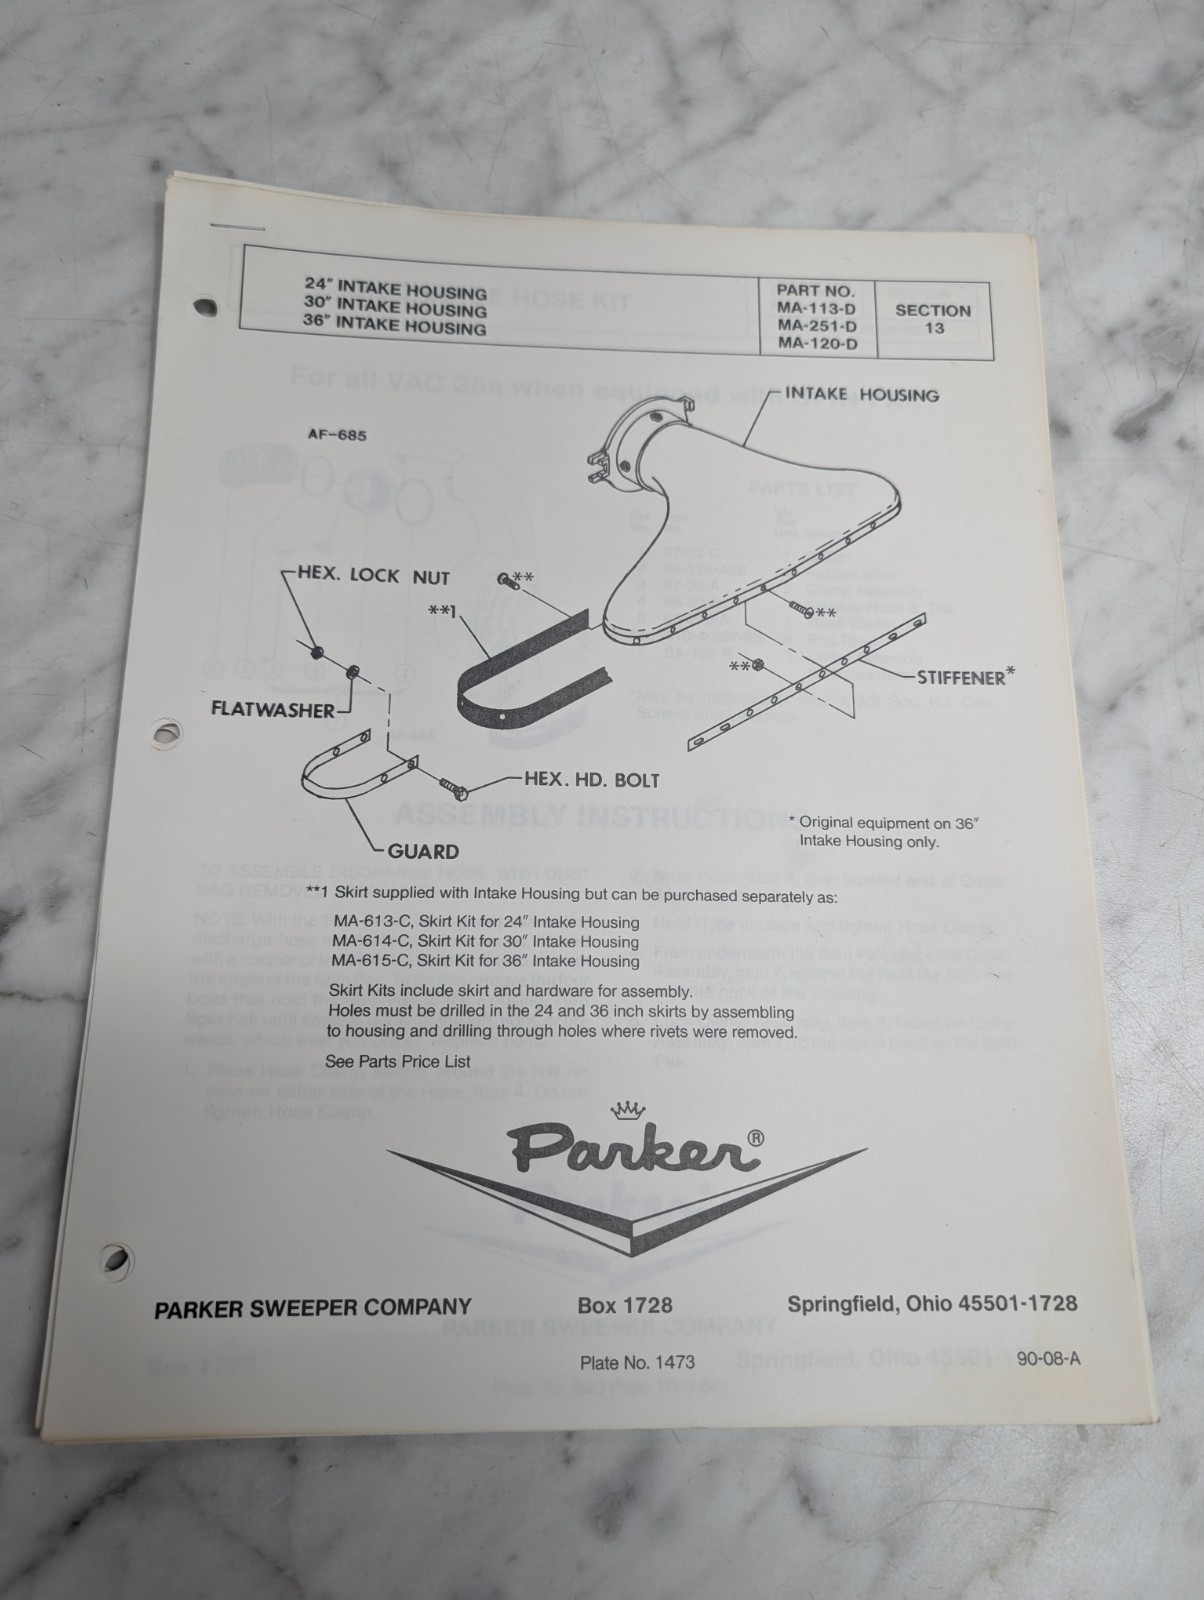 24" INTAKE HOUSING
30" INTAKE HOUSING
36" INTAKE HOUSING
PART NO.
MA-113-D
MA-251-D
MA-120-D
SECTION
13
INTAKE HOUSING
AF-685
HEX. LOCK NUT
**
**1
**
**
STIFFENER*
FLATWASHER
HEX. HD. BOLT
GUARD
* Original equipment on 36"
Intake Housing only.
**1 Skirt supplied with Intake Housing but can be purchased separately as:
MA-613-C, Skirt Kit for 24" Intake Housing
MA-614-C, Skirt Kit for 30" Intake Housing
MA-615-C, Skirt Kit for 36" Intake Housing
Skirt Kits include skirt and hardware for assembly.
Holes must be drilled in the 24 and 36 inch skirts by assembling
to housing and drilling through holes where rivets were removed.
See Parts Price List
Parker®
PARKER SWEEPER COMPANY Box 1728 Springfield, Ohio 45501-1728
Plate No. 1473 90-08-A